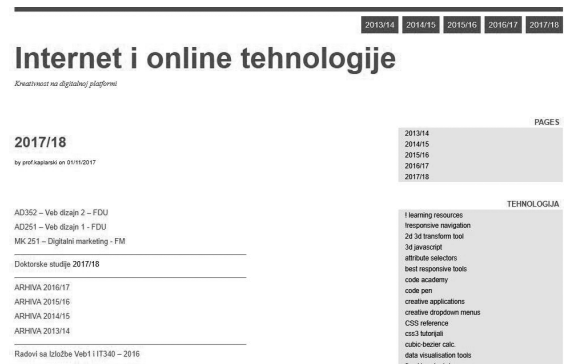 2013/14 2014/15 2015/16 2016/17 2017/18
Internet i online tehnologije
Kreativnost na digitalnoj platformi
2017/18
by prof.kaplarski on 01/11/2017
AD352 – Veb dizajn 2 – FDU
AD251 – Veb dizajn 1 - FDU
MK 251 – Digitalni marketing - FM
Doktorske studije 2017/18
ARHIVA 2016/17
ARHIVA 2015/16
ARHIVA 2014/15
ARHIVA 2013/14
Radovi sa Izložbe Veb1 i IT340 – 2016
PAGES
2013/14
2014/15
2015/16
2016/17
2017/18
TEHNOLOGIJA
! learning resources
!responsive navigation
2d 3d transform tool
3d javascript
attribute selectors
best responsive tools
code academy
code pen
creative applications
creative dropdown menus
CSS reference
css3 tutorijali
cubic-bezier calc.
data visualisation tools